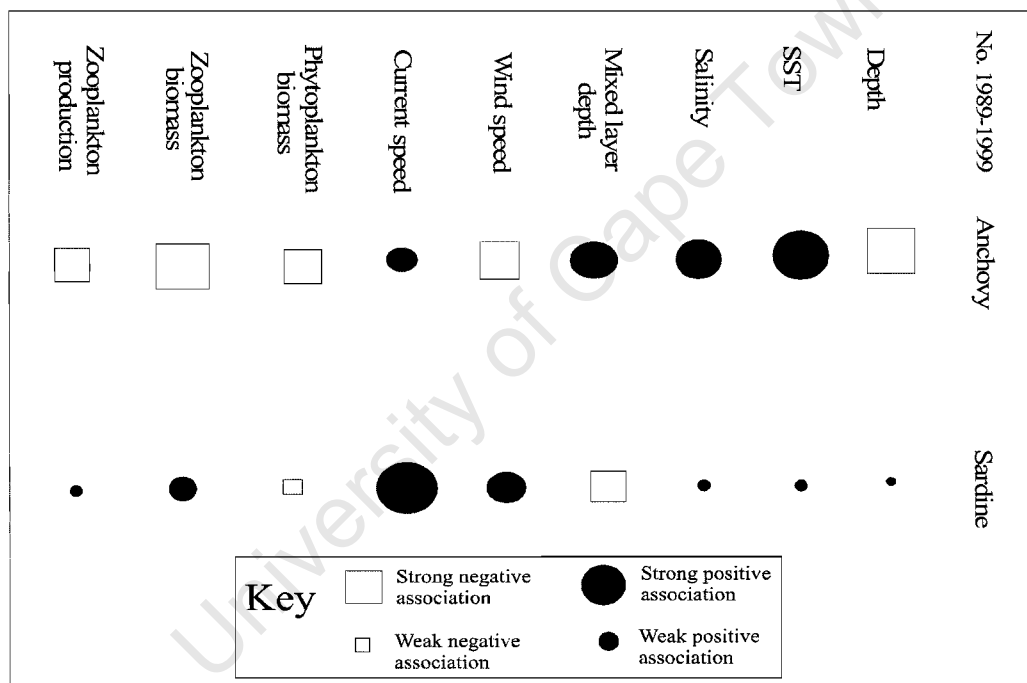 No. 1989-1999
Depth
SST
Salinity
Mixed layer
depth
Wind speed
Current speed
Phytoplankton
biomass
Zooplankton
biomass
Zooplankton
production
Anchovy
Sardine
Key
Strong negative
association
Strong positive
association
Weak negative
association
Weak positive
association
University of Cape Town